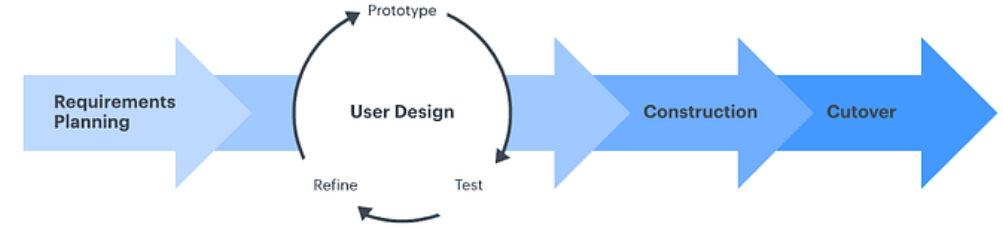 Prototype
Requirements
Planning
User Design
Construction
Cutover
Refine
Test